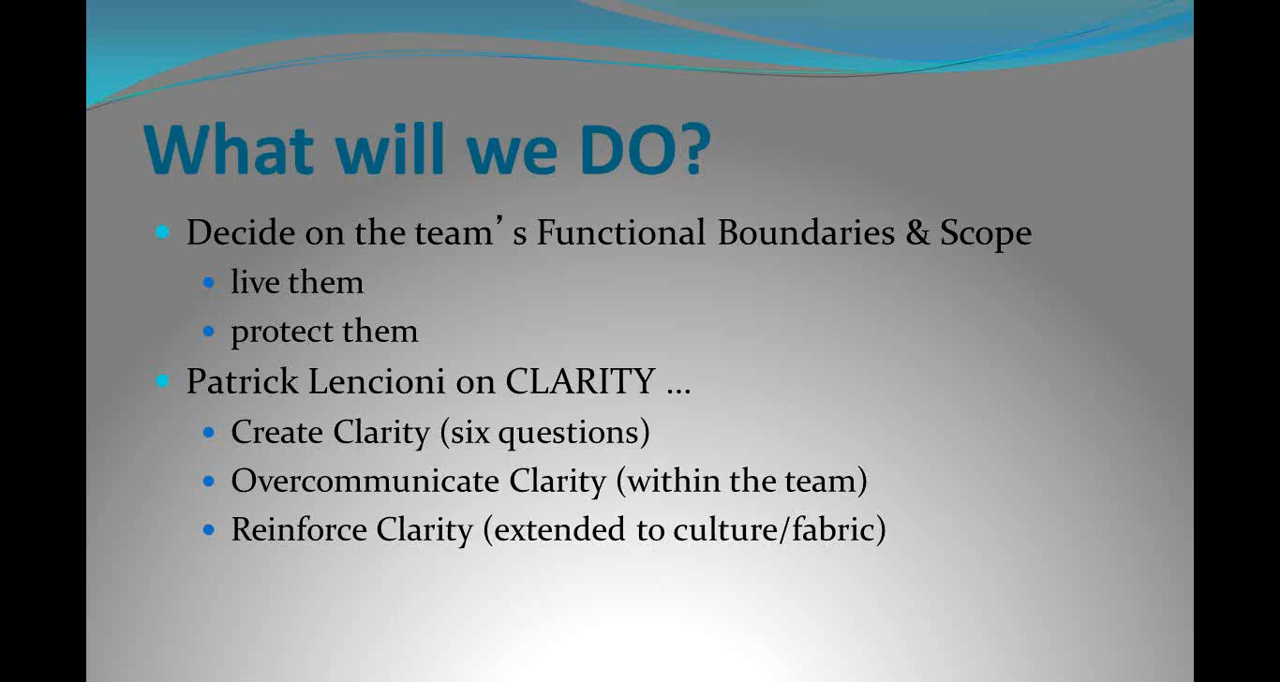 What will we DO?
Decide on the team’s Functional Boundaries & Scope
live them
protect them
Patrick Lencioni on CLARITY ...
Create Clarity (six questions)
Overcommunicate Clarity (within the team)
Reinforce Clarity (extended to culture/fabric)